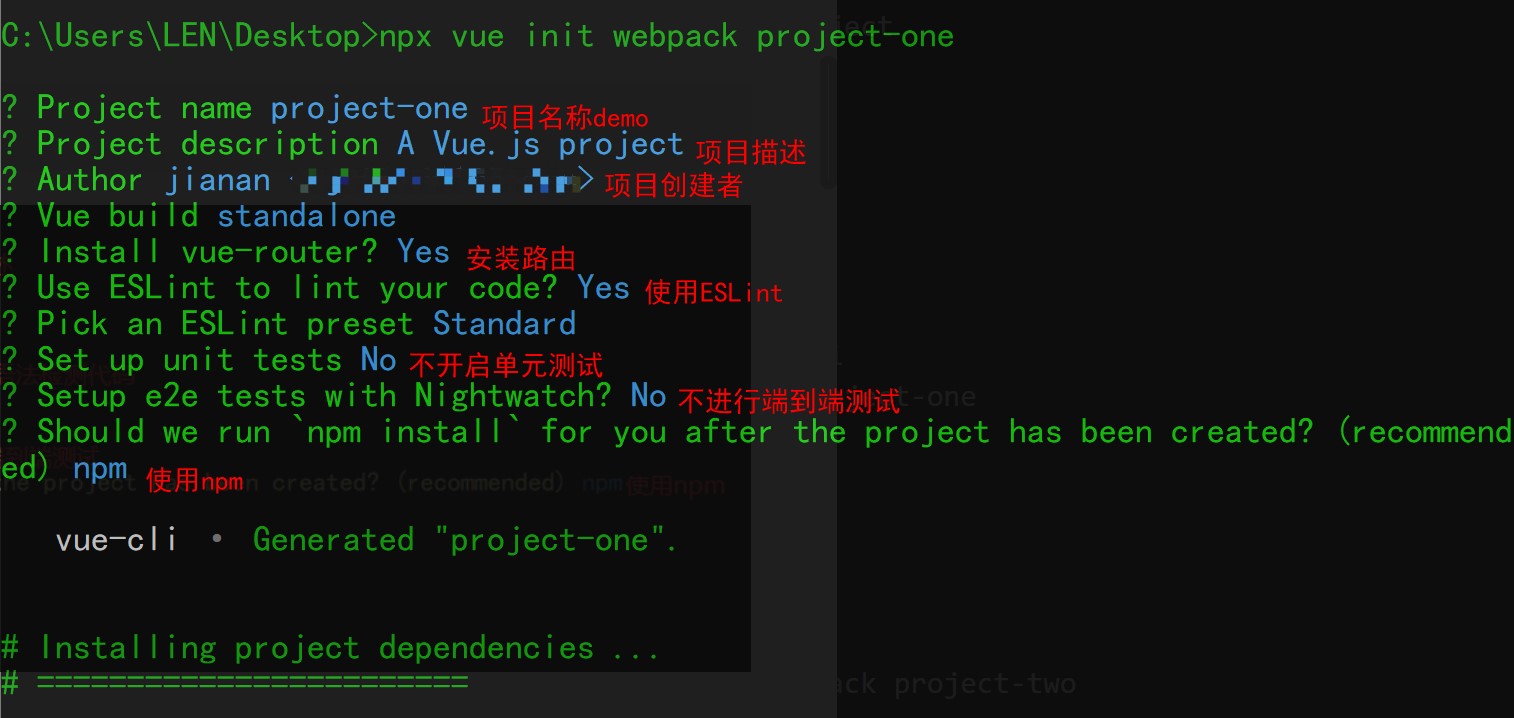 C:\Users\LEN\Desktop>npx vue init webpack project-one
? Project name project-one 项目名称demo
? Project description A Vue.js project 项目描述
? Author jianan > 项目创建者
? Vue build standalone
? Install vue-router? Yes 安装路由
? Use ESLint to lint your code? Yes 使用ESLint
? Pick an ESLint preset Standard
? Set up unit tests No 不开启单元测试
? Setup e2e tests with Nightwatch? No 不进行端到端测试
? Should we run `npm install` for you after the project has been created? (recommend
ed) npm 使用npm
vue-cli · Generated "project-one".
# Installing project dependencies ...
# ========================